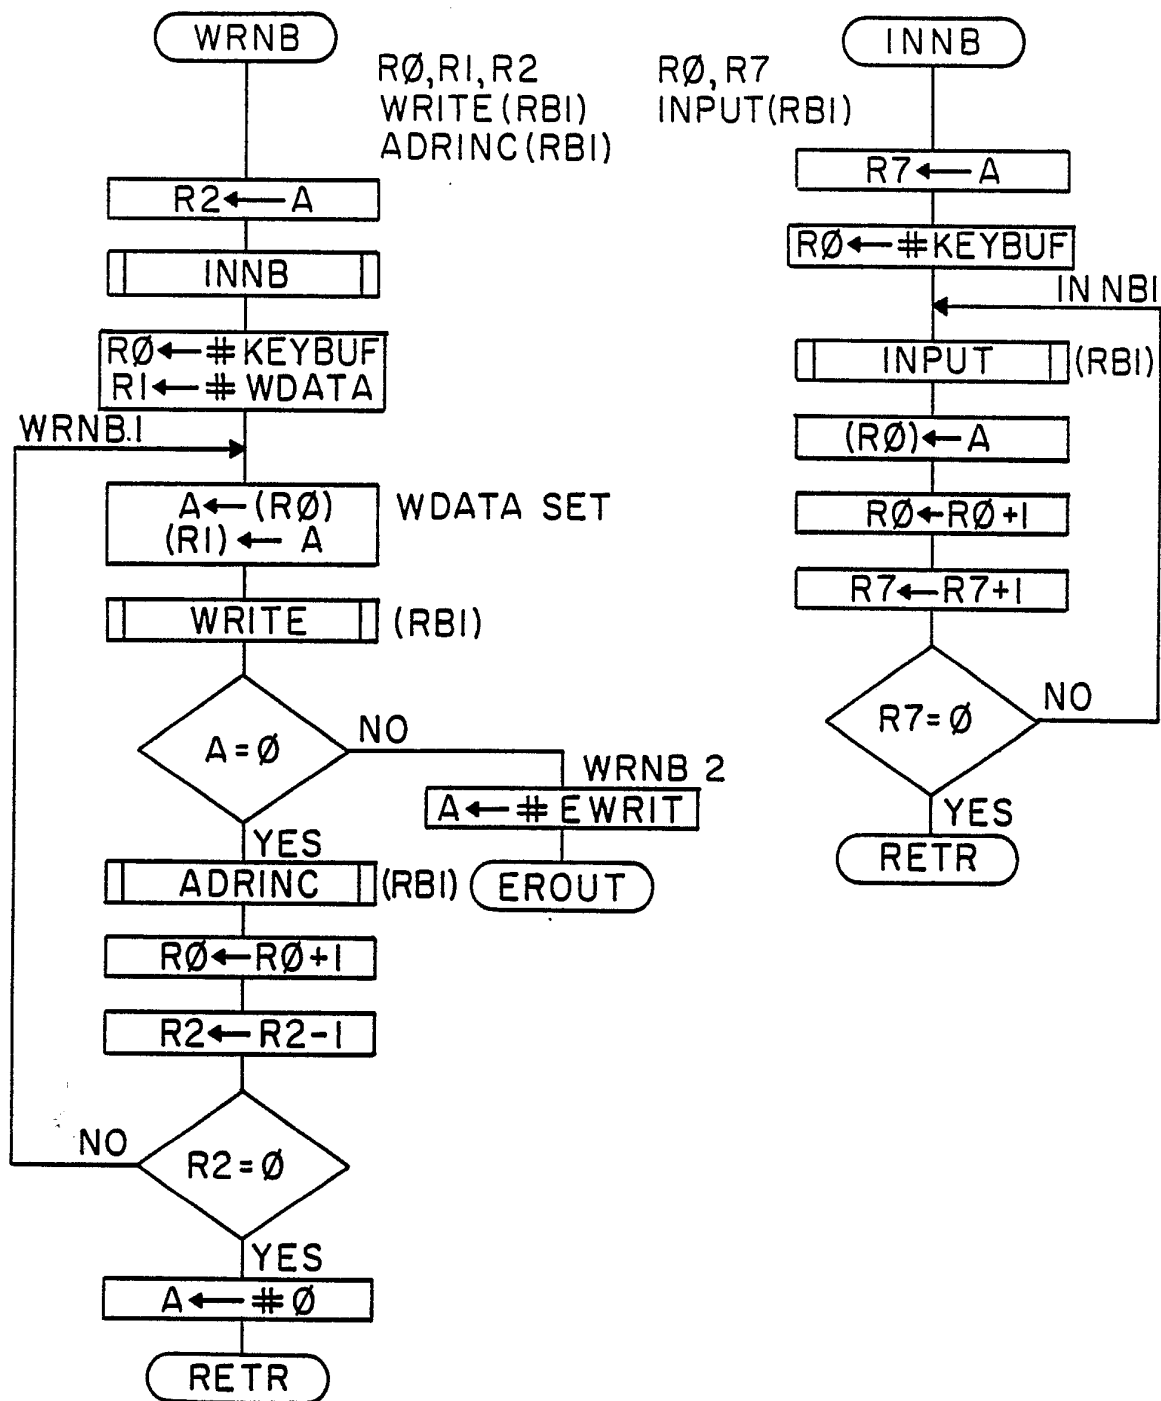 WRNB
RØ,R1,R2
WRITE(RB1)
ADRINC(RB1)
R2←A
INNB
RØ←#KEYBUF
R1←#WDATA
WRNB.1
A←(RØ)
(R1)←A
WDATA SET
WRITE
(RB1)
A=Ø
NO
WRNB 2
A←#EWRIT
EROUT
YES
ADRINC
(RB1)
RØ←RØ+1
R2←R2-1
NO
R2=Ø
YES
A←#Ø
RETR
INNB
RØ,R7
INPUT(RB1)
R7←A
RØ←#KEYBUF
INNB1
INPUT
(RB1)
(RØ)←A
RØ←RØ+1
R7←R7+1
R7=Ø
NO
YES
RETR